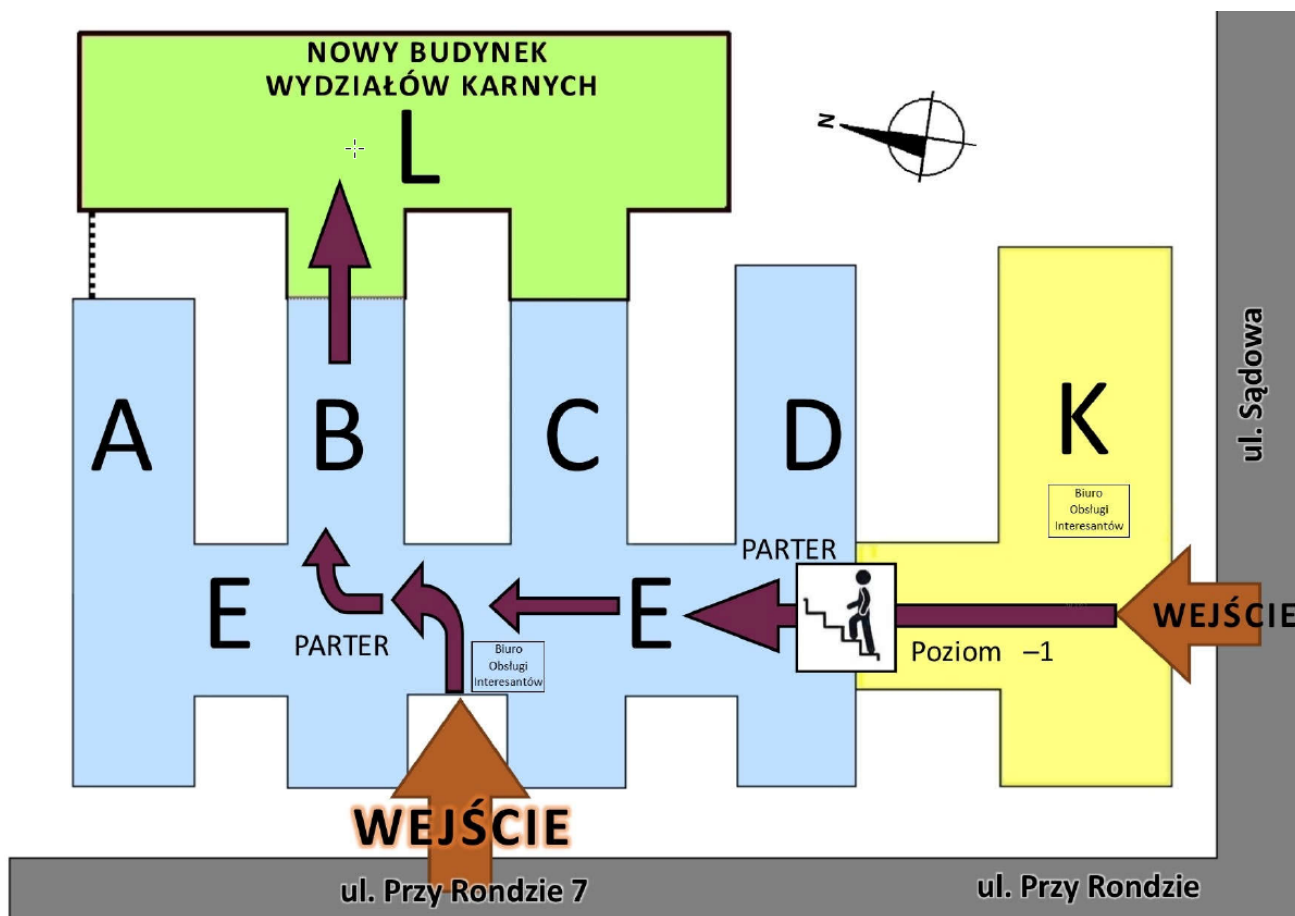 NOWY BUDYNEK
WYDZIAŁÓW KARNYCH
L
N
A
B
C
D
K
ul. Sądowa
Biuro
Obsługi
Interesantów
PARTER
E
E
WEJŚCIE
PARTER
Biuro
Obsługi
Interesantów
Poziom –1
WEJŚCIE
ul. Przy Rondzie 7
ul. Przy Rondzie